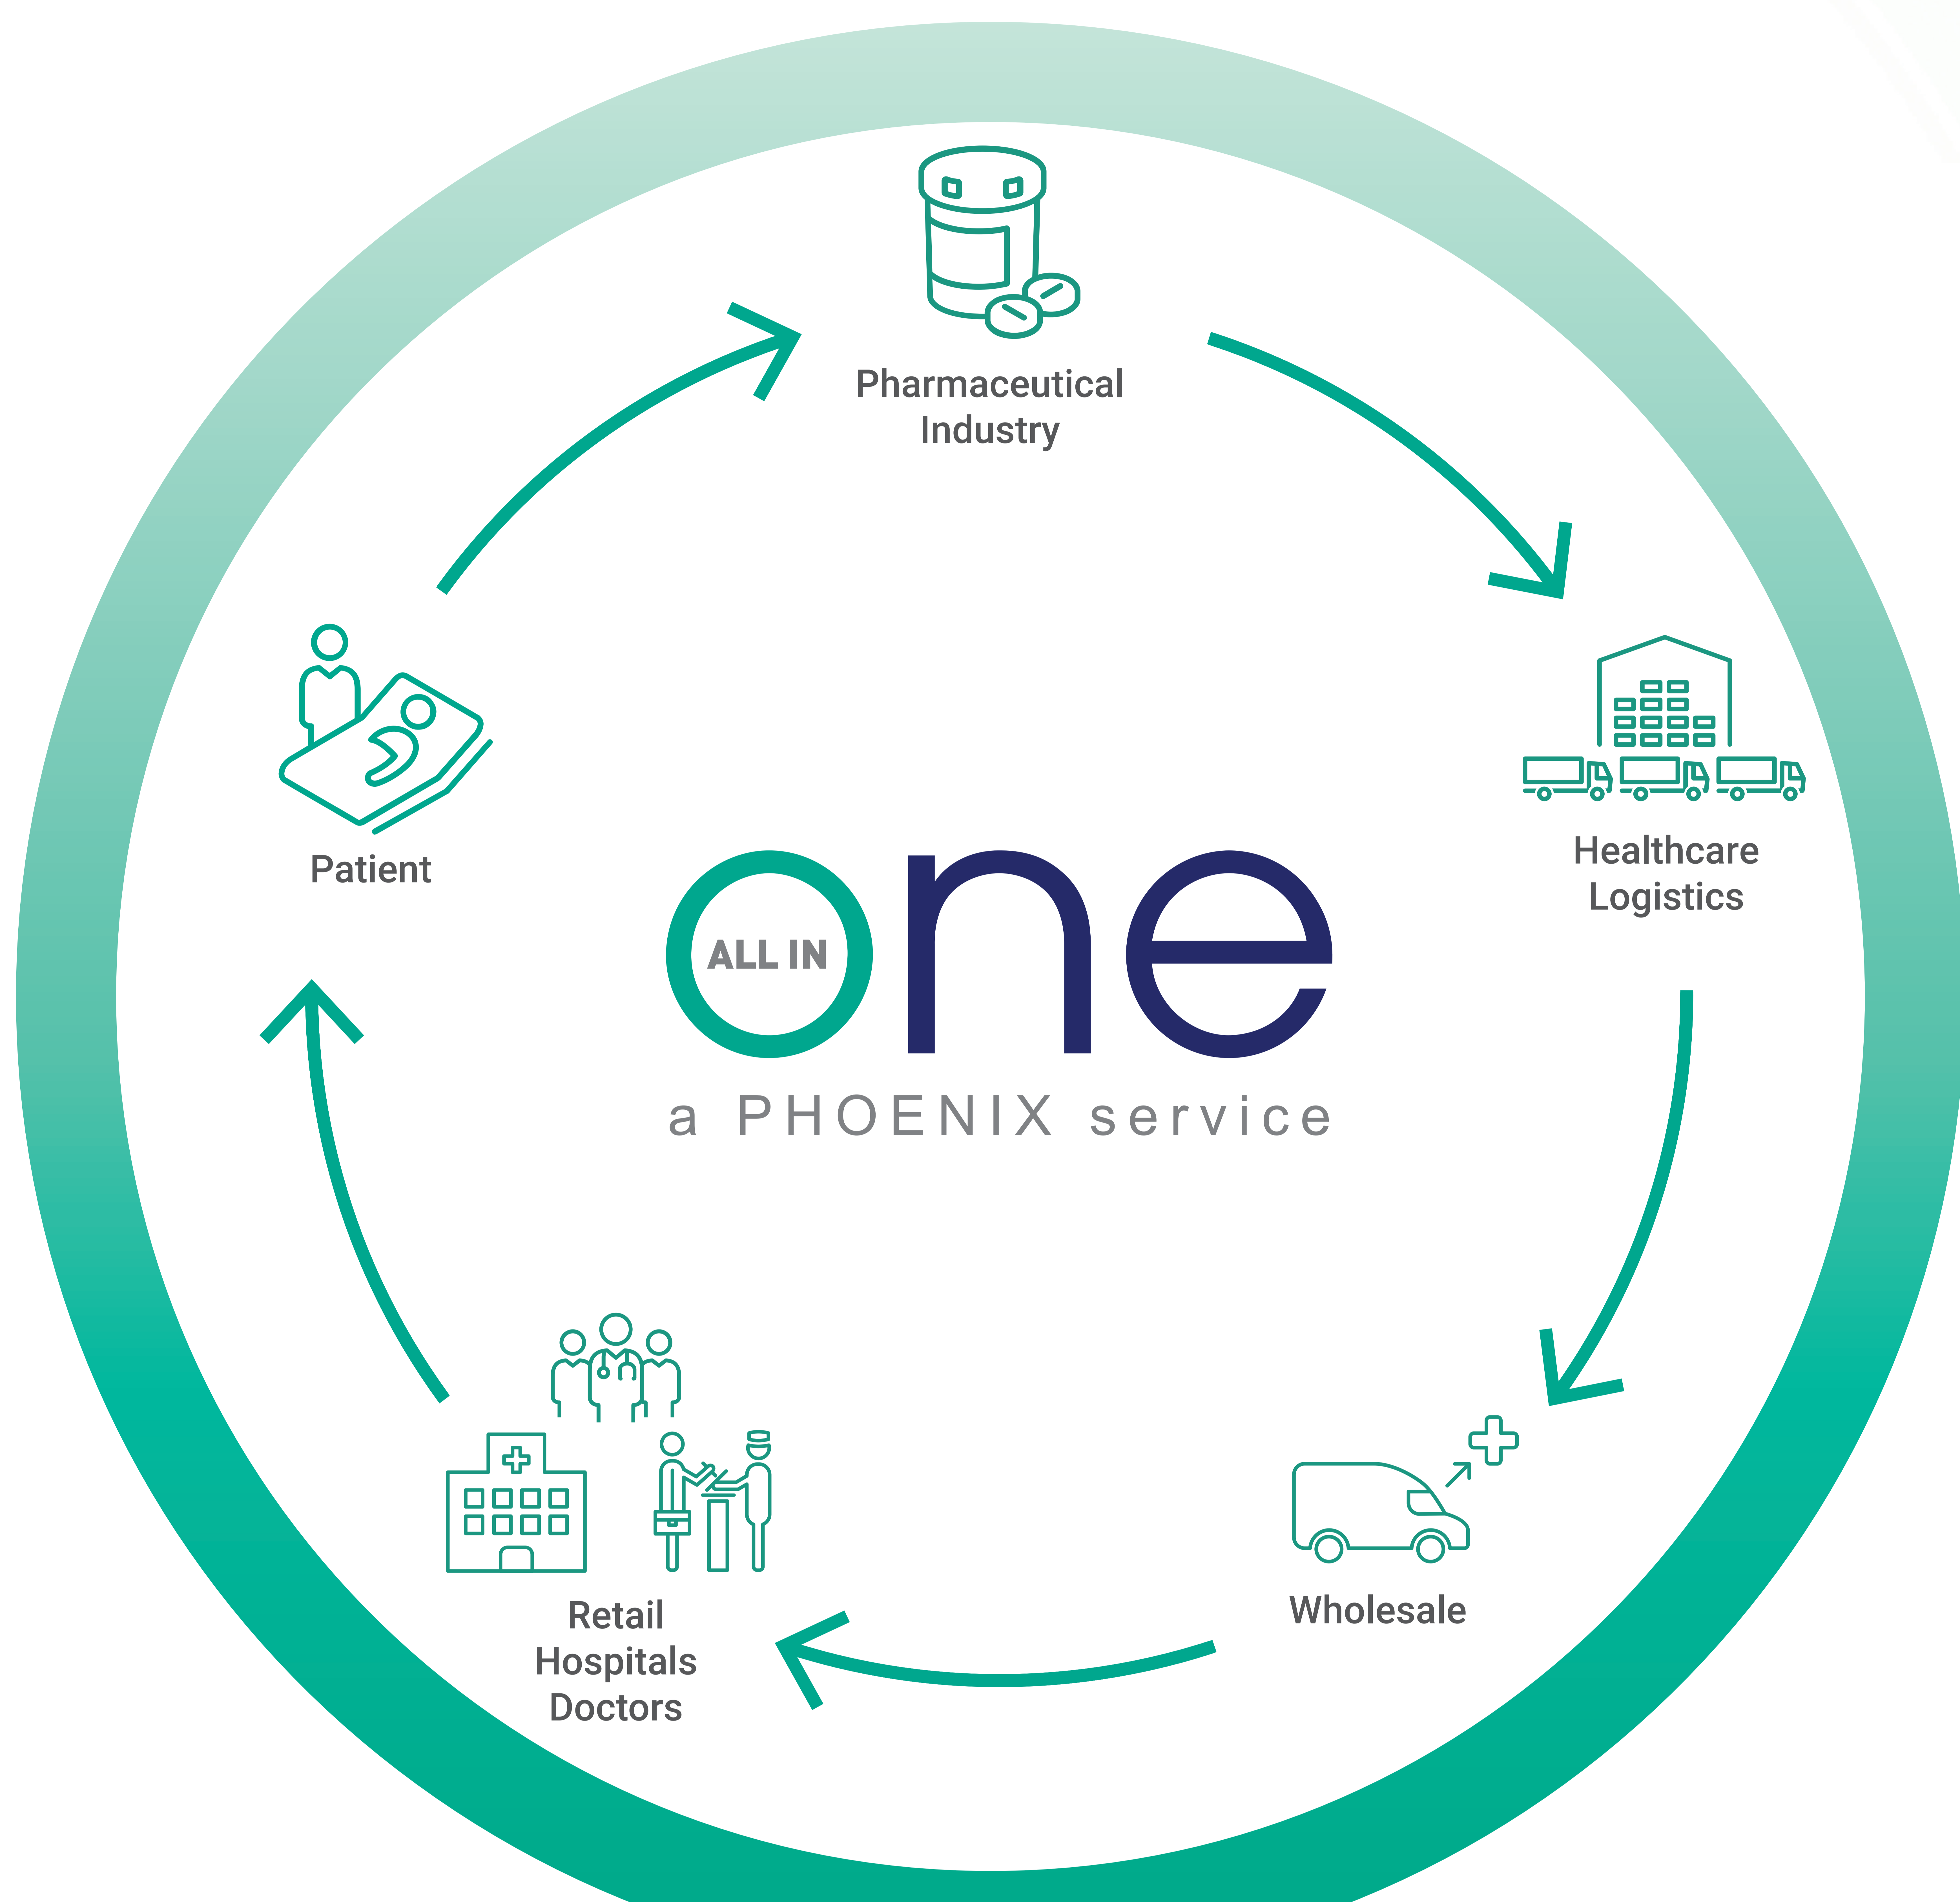 Pharmaceutical
Industry
Healthcare
Logistics
Patient
ALL IN
one
a PHOENIX service
Wholesale
Retail
Hospitals
Doctors